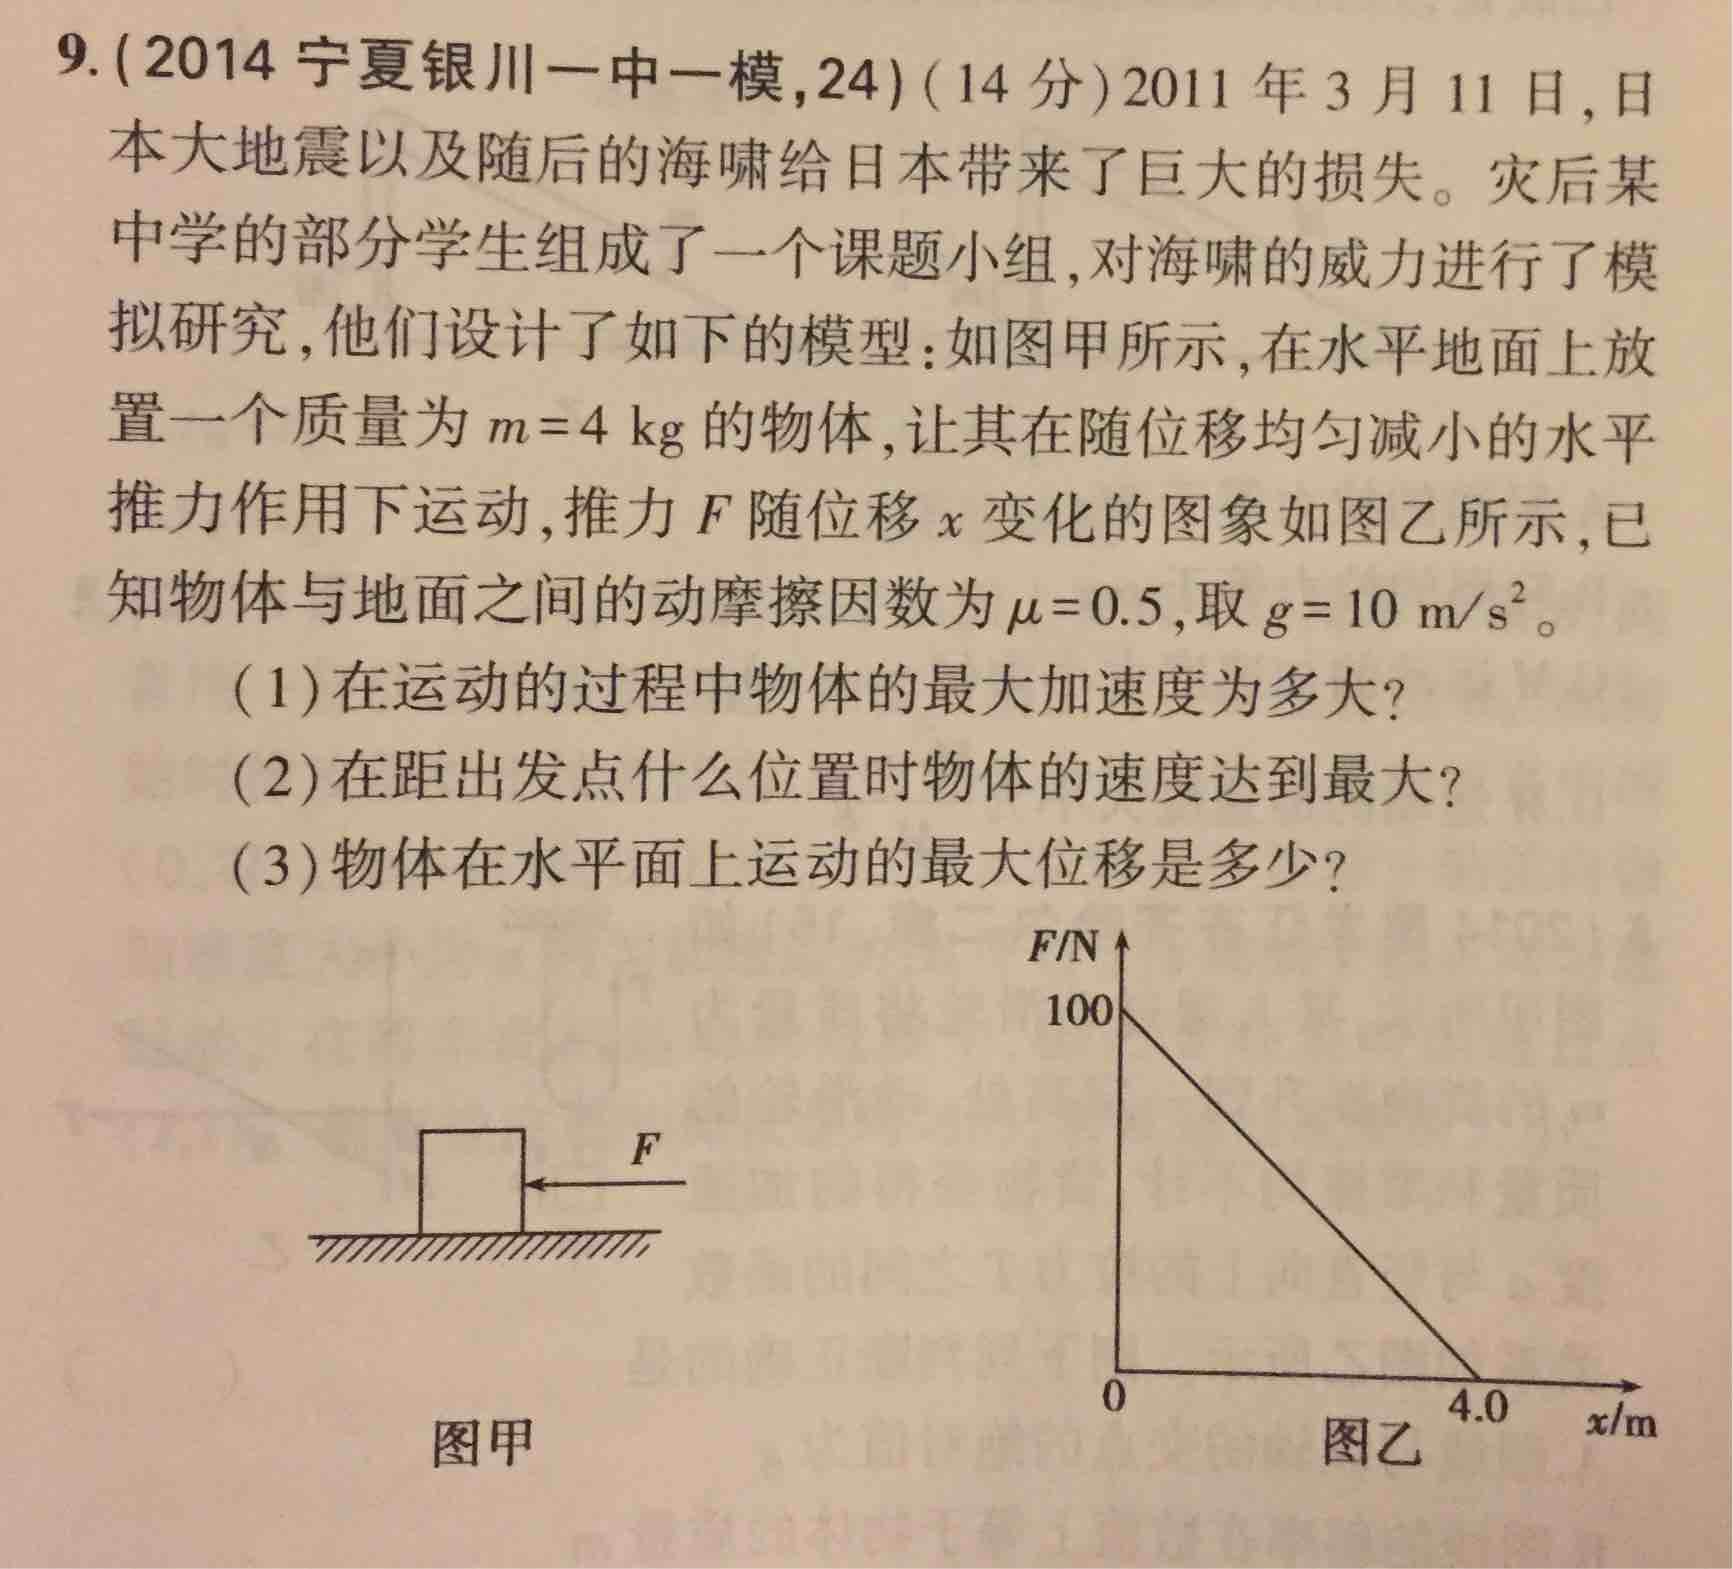 9.(2014 宁夏银川一中一模,24)(14 分)2011 年 3 月 11 日,日
本大地震以及随后的海啸给日本带来了巨大的损失。灾后某
中学的部分学生组成了一个课题小组,对海啸的威力进行了模
拟研究,他们设计了如下的模型:如图甲所示,在水平地面上放
置一个质量为 m=4 kg 的物体,让其在随位移均匀减小的水平
推力作用下运动,推力 F 随位移 x 变化的图象如图乙所示,已
知物体与地面之间的动摩擦因数为 μ=0.5,取 g=10 m/s²。
(1)在运动的过程中物体的最大加速度为多大?
(2)在距出发点什么位置时物体的速度达到最大?
(3)物体在水平面上运动的最大位移是多少?
F/N
100
F
0
4.0
x/m
图甲
图乙